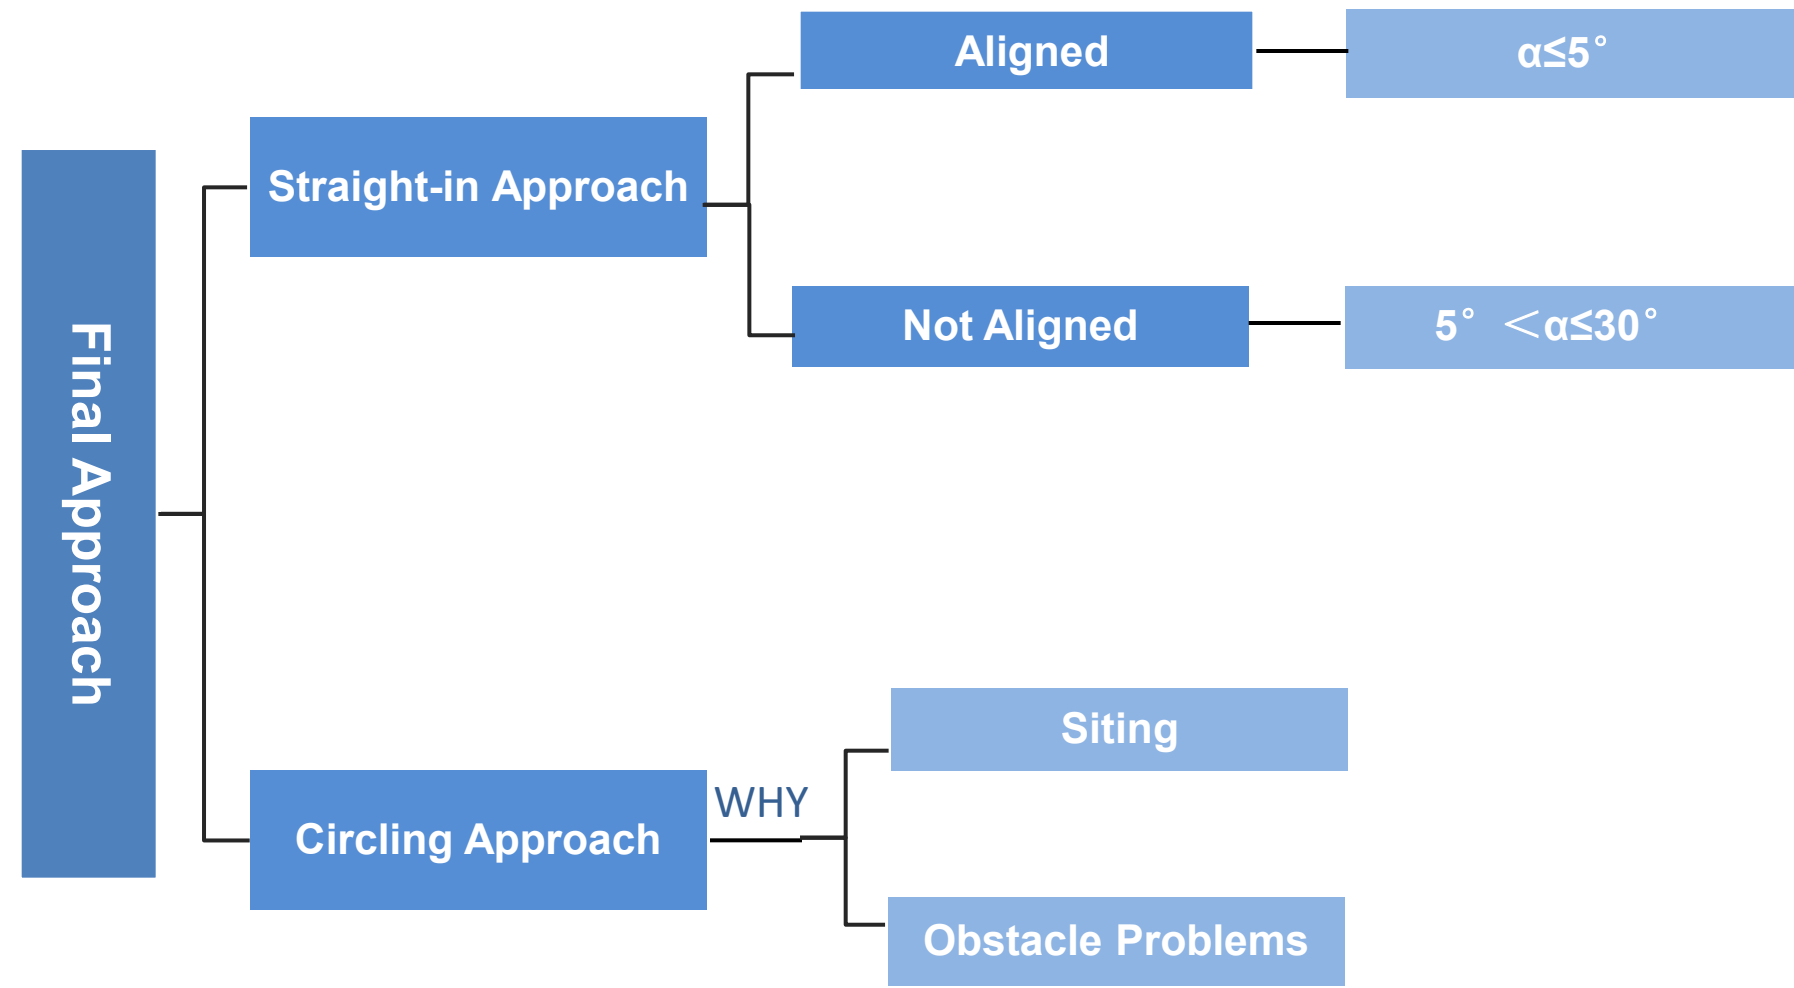 Final Approach
Straight-in Approach
Aligned
α≤5°
Not Aligned
5° <α≤30°
Circling Approach
WHY
Siting
Obstacle Problems